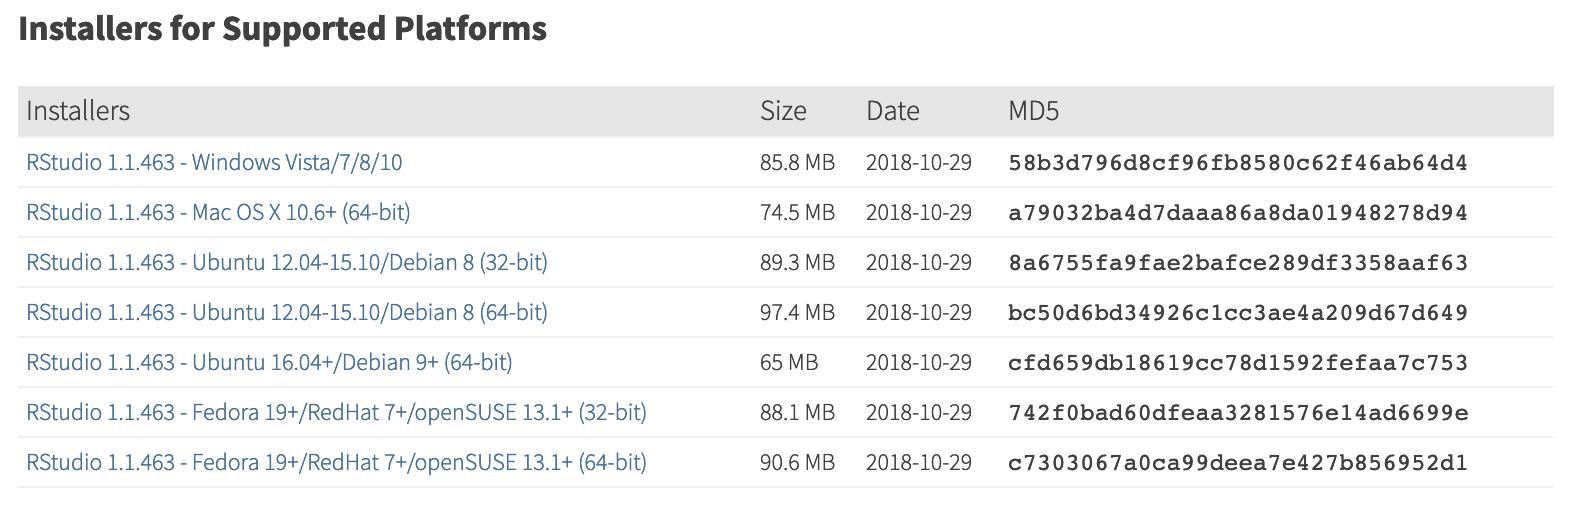 Installers for Supported Platforms
Installers Size Date MD5
RStudio 1.1.463 - Windows Vista/7/8/10 85.8 MB 2018-10-29 58b3d796d8cf96fb8580c62f46ab64d4
RStudio 1.1.463 - Mac OS X 10.6+ (64-bit) 74.5 MB 2018-10-29 a79032ba4d7daaa86a8da01948278d94
RStudio 1.1.463 - Ubuntu 12.04-15.10/Debian 8 (32-bit) 89.3 MB 2018-10-29 8a6755fa9fae2bafce289df3358aaf63
RStudio 1.1.463 - Ubuntu 12.04-15.10/Debian 8 (64-bit) 97.4 MB 2018-10-29 bc50d6bd34926c1cc3ae4a209d67d649
RStudio 1.1.463 - Ubuntu 16.04+/Debian 9+ (64-bit) 65 MB 2018-10-29 cfd659db18619cc78d1592fefaa7c753
RStudio 1.1.463 - Fedora 19+/RedHat 7+/openSUSE 13.1+ (32-bit) 88.1 MB 2018-10-29 742f0bad60dfeaa3281576e14ad6699e
RStudio 1.1.463 - Fedora 19+/RedHat 7+/openSUSE 13.1+ (64-bit) 90.6 MB 2018-10-29 c7303067a0ca99deea7e427b856952d1